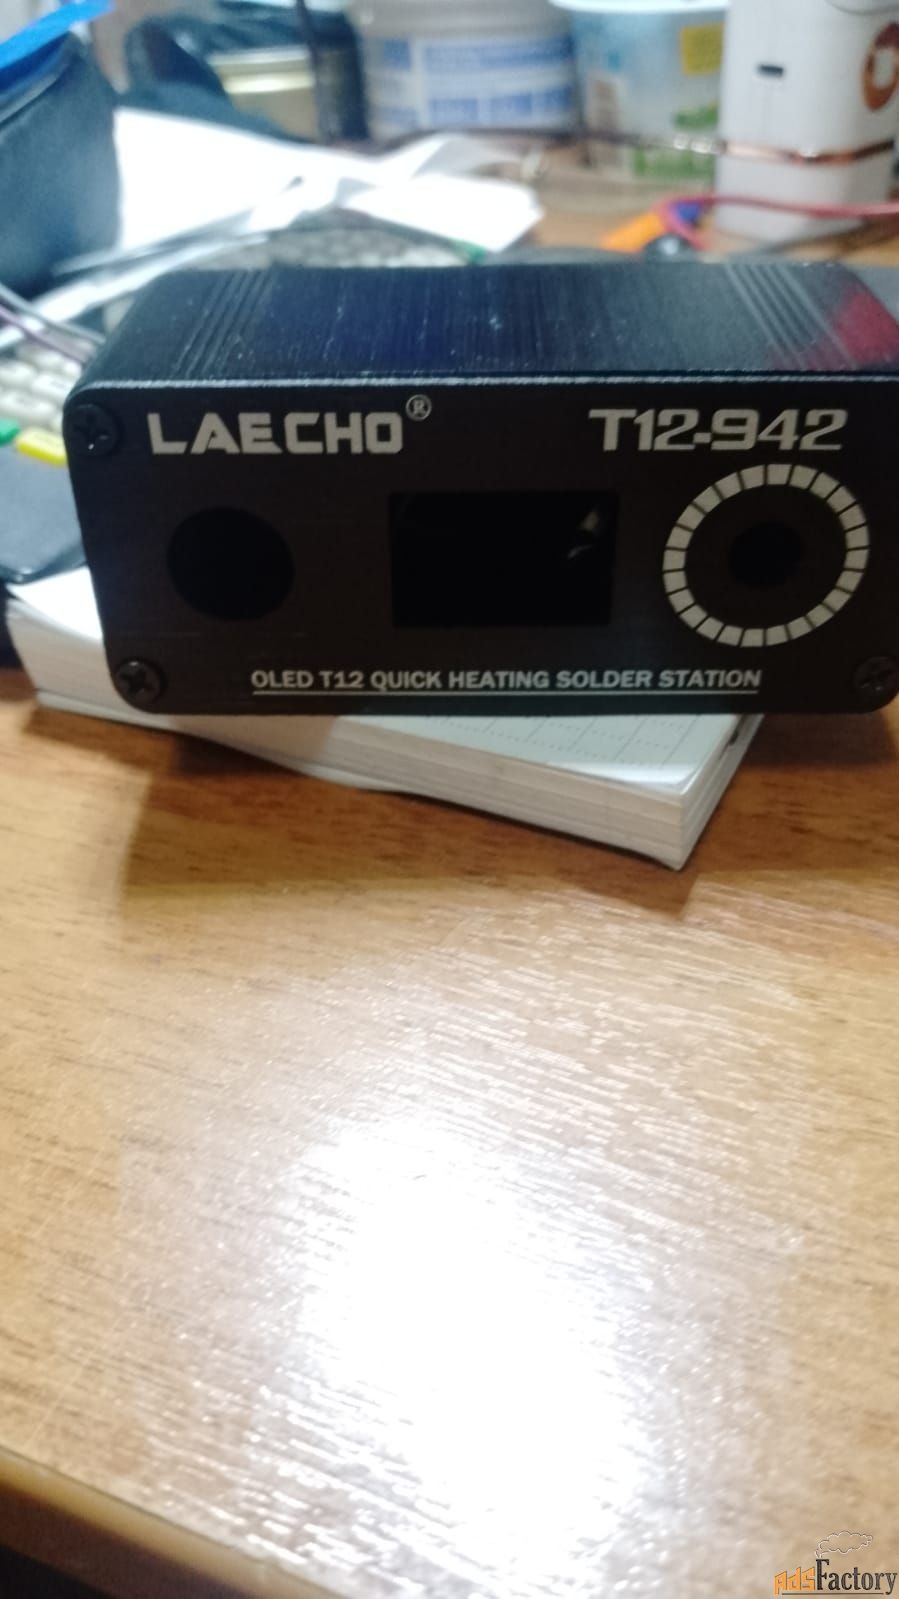 LAECHO®
T12-942
OLED T12 QUICK HEATING SOLDER STATION
AdsFactory